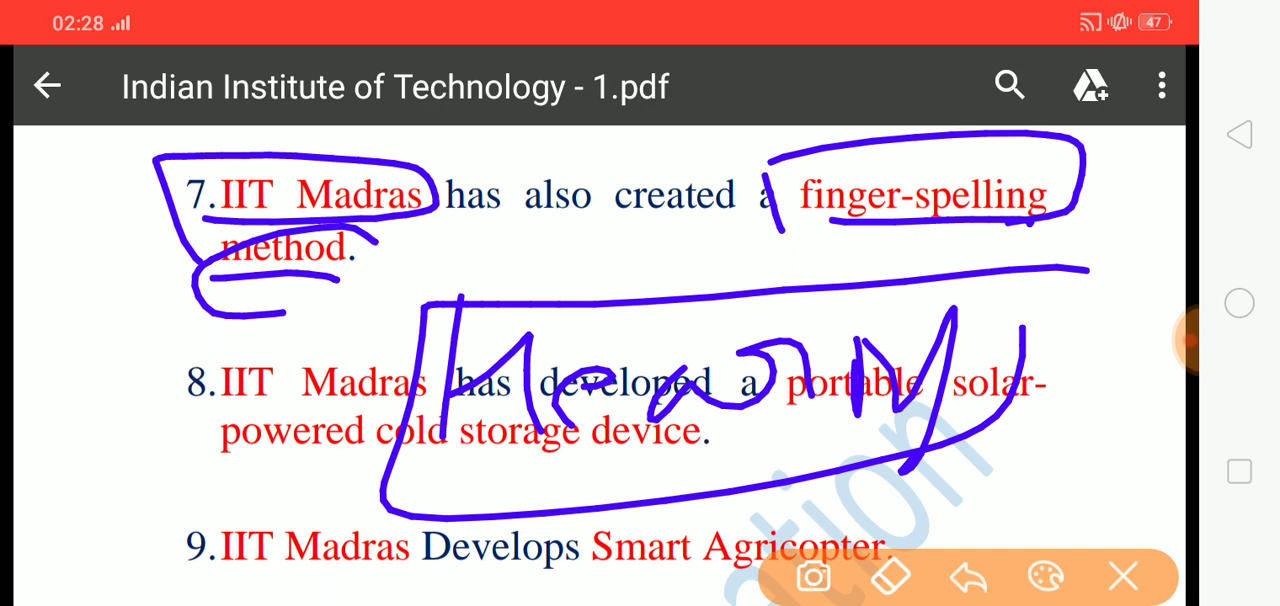 02:28
47
Indian Institute of Technology - 1.pdf
7. IIT Madras has also created a finger-spelling
method.
8. IIT Madras has developed a portable solar-
powered cold storage device.
9. IIT Madras Develops Smart Agricopter.